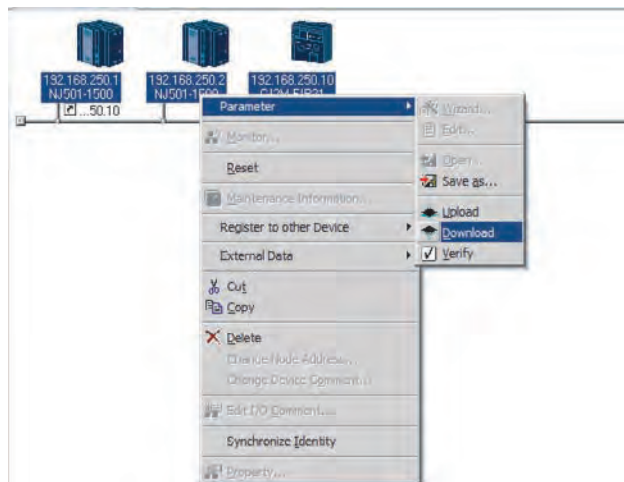 192.168.250.1
NJ501-1500
192.168.250.2
NJ501-1500
192.168.250.10
CJ2M-EIP21
...50.10
Parameter
Monitor...
Reset
Maintenance Information...
Register to other Device
External Data
Cut
Copy
Delete
Change Node Address...
Change Device Comment...
Edit I/O Comment...
Synchronize Identity
Property...
Wizard...
Edit...
Open...
Save as...
Upload
Download
Verify